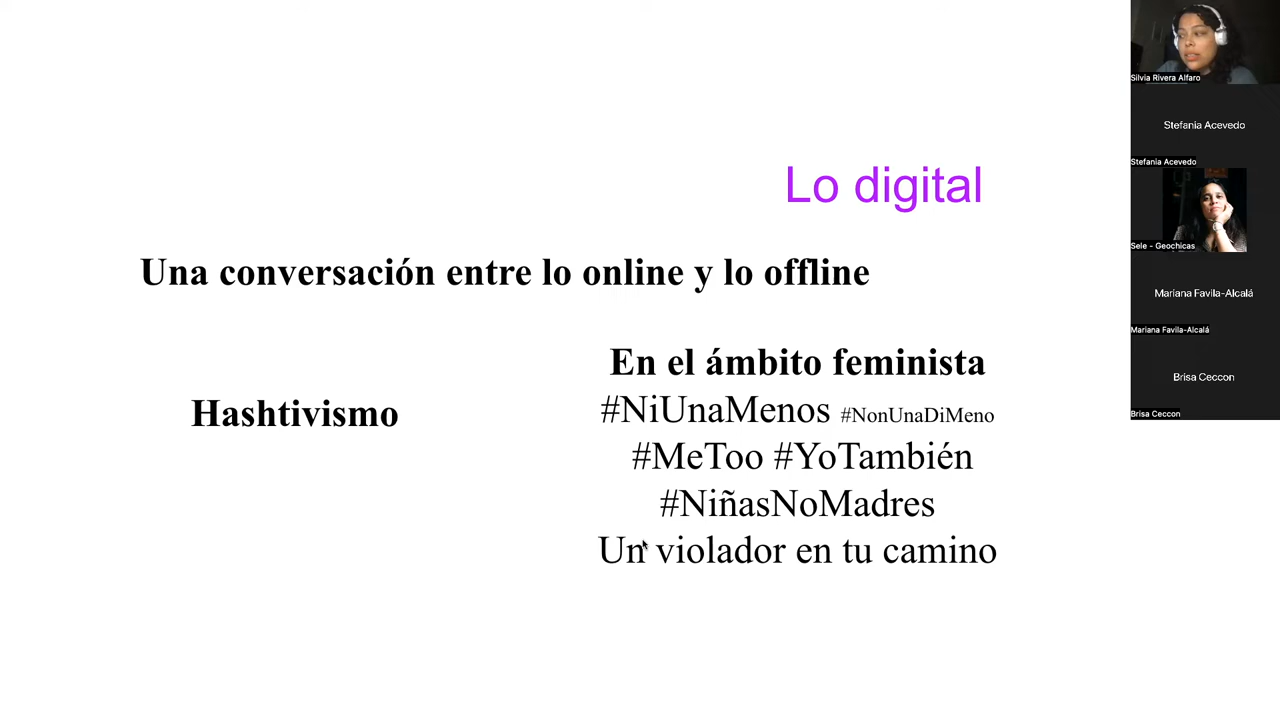 Lo digital
Una conversación entre lo online y lo offline
Hashtivismo
En el ámbito feminista
#NiUnaMenos #NonUnaDiMeno
#MeToo #YoTambién
#NiñasNoMadres
Un violador en tu camino
Silvia Rivera Alfaro
Stefania Acevedo
Stefania Acevedo
Sele - Geochicas
Mariana Favila-Alcalá
Mariana Favila-Alcalá
Brisa Ceccon
Brisa Ceccon